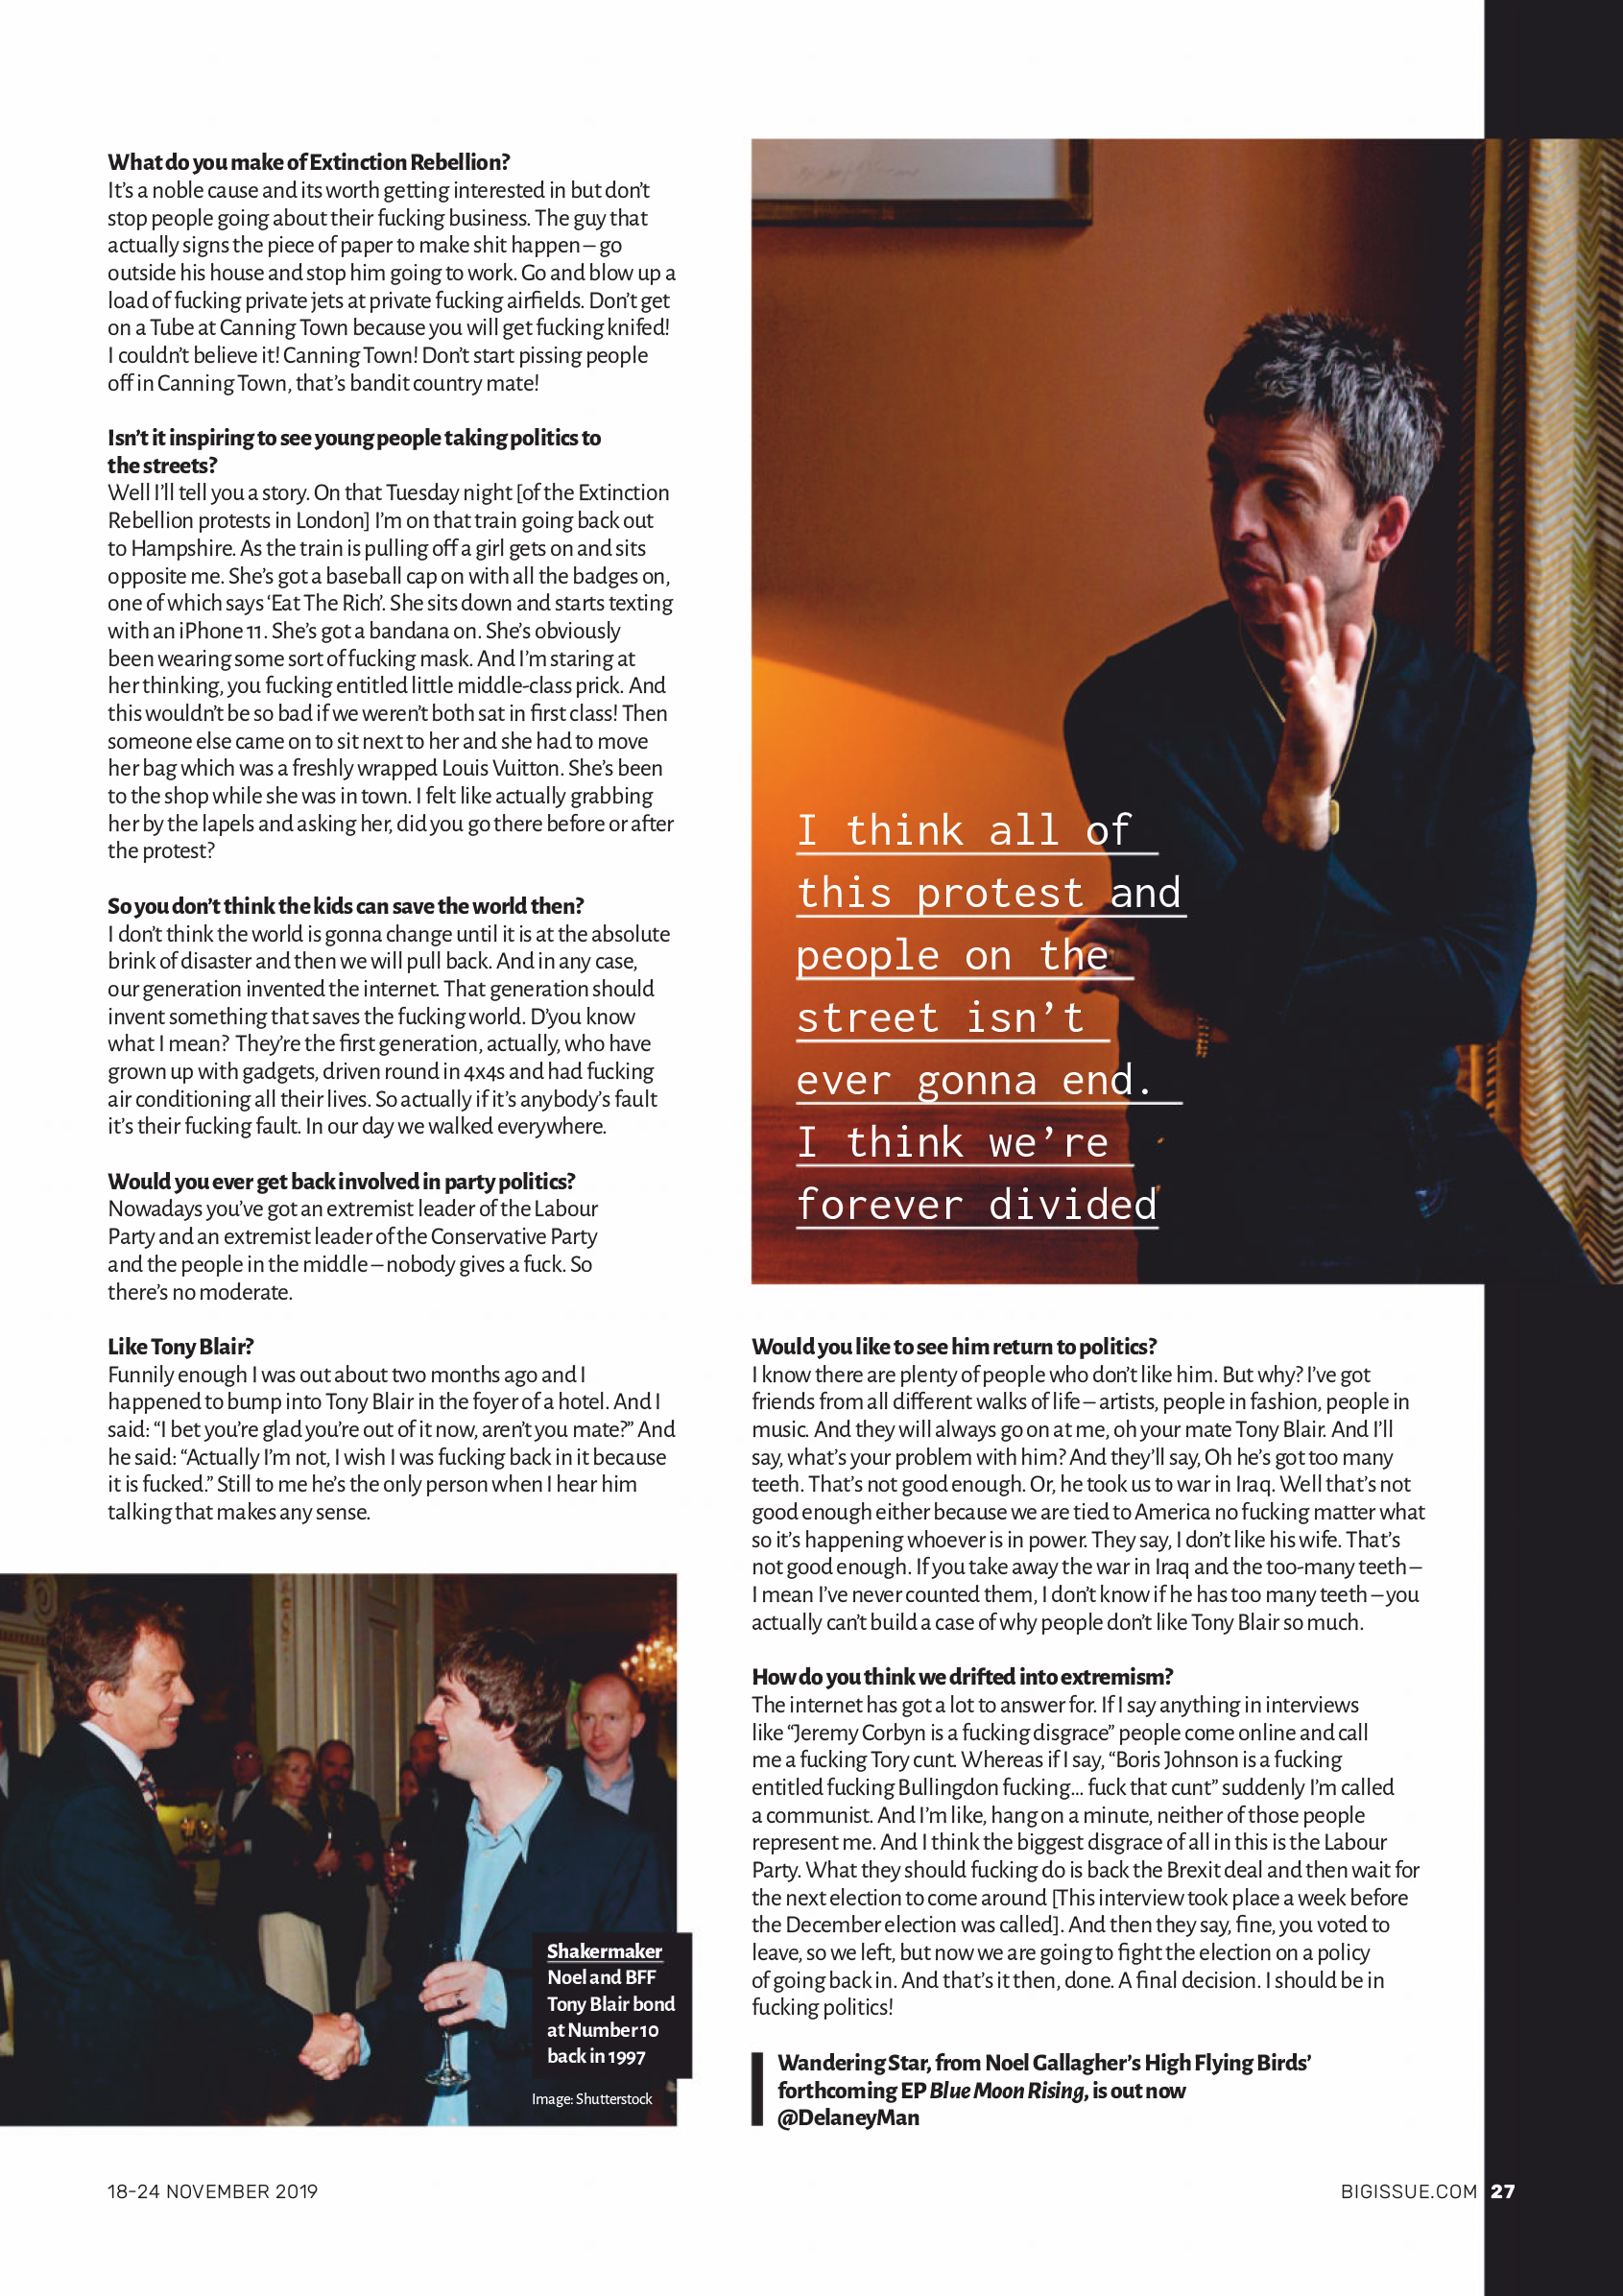 What do you make of Extinction Rebellion?
It’s a noble cause and its worth getting interested in but don’t
stop people going about their fucking business. The guy that
actually signs the piece of paper to make shit happen – go
outside his house and stop him going to work. Go and blow up a
load of fucking private jets at private fucking airfields. Don’t get
on a Tube at Canning Town because you will get fucking knifed!
I couldn’t believe it! Canning Town! Don’t start pissing people
off in Canning Town, that’s bandit country mate!
Isn’t it inspiring to see young people taking politics to
the streets?
Well I’ll tell you a story. On that Tuesday night [of the Extinction
Rebellion protests in London] I’m on that train going back out
to Hampshire. As the train is pulling off a girl gets on and sits
opposite me. She’s got a baseball cap on with all the badges on,
one of which says ‘Eat The Rich’. She sits down and starts texting
with an iPhone 11. She’s got a bandana on. She’s obviously
been wearing some sort of fucking mask. And I’m staring at
her thinking, you fucking entitled little middle-class prick. And
this wouldn’t be so bad if we weren’t both sat in first class! Then
someone else came on to sit next to her and she had to move
her bag which was a freshly wrapped Louis Vuitton. She’s been
to the shop while she was in town. I felt like actually grabbing
her by the lapels and asking her, did you go there before or after
the protest?
So you don’t think the kids can save the world then?
I don’t think the world is gonna change until it is at the absolute
brink of disaster and then we will pull back. And in any case,
our generation invented the internet. That generation should
invent something that saves the fucking world. D’you know
what I mean? They’re the first generation, actually, who have
grown up with gadgets, driven round in 4x4s and had fucking
air conditioning all their lives. So actually if it’s anybody’s fault
it’s their fucking fault. In our day we walked everywhere.
Would you ever get back involved in party politics?
Nowadays you’ve got an extremist leader of the Labour
Party and an extremist leader of the Conservative Party
and the people in the middle – nobody gives a fuck. So
there’s no moderate.
Like Tony Blair?
Funnily enough I was out about two months ago and I
happened to bump into Tony Blair in the foyer of a hotel. And I
said: “I bet you’re glad you’re out of it now, aren’t you mate?” And
he said: “Actually I’m not, I wish I was fucking back in it because
it is fucked.” Still to me he’s the only person when I hear him
talking that makes any sense.
Shakermaker
Noel and BFF
Tony Blair bond
at Number 10
back in 1997
Image: Shutterstock
I think all of
this protest and
people on the
street isn’t
ever gonna end.
I think we’re
forever divided
Would you like to see him return to politics?
I know there are plenty of people who don’t like him. But why? I’ve got
friends from all different walks of life – artists, people in fashion, people in
music. And they will always go on at me, oh your mate Tony Blair. And I’ll
say, what’s your problem with him? And they’ll say, Oh he’s got too many
teeth. That’s not good enough. Or, he took us to war in Iraq. Well that’s not
good enough either because we are tied to America no fucking matter what
so it’s happening whoever is in power. They say, I don’t like his wife. That’s
not good enough. If you take away the war in Iraq and the too-many teeth –
I mean I’ve never counted them, I don’t know if he has too many teeth – you
actually can’t build a case of why people don’t like Tony Blair so much.
How do you think we drifted into extremism?
The internet has got a lot to answer for. If I say anything in interviews
like “Jeremy Corbyn is a fucking disgrace” people come online and call
me a fucking Tory cunt. Whereas if I say, “Boris Johnson is a fucking
entitled fucking Bullingdon fucking... fuck that cunt” suddenly I’m called
a communist. And I’m like, hang on a minute, neither of those people
represent me. And I think the biggest disgrace of all in this is the Labour
Party. What they should fucking do is back the Brexit deal and then wait for
the next election to come around [This interview took place a week before
the December election was called]. And then they say, fine, you voted to
leave, so we left, but now we are going to fight the election on a policy
of going back in. And that’s it then, done. A final decision. I should be in
fucking politics!
Wandering Star, from Noel Gallagher’s High Flying Birds’
forthcoming EP Blue Moon Rising, is out now
@DelaneyMan
18-24 NOVEMBER 2019
BIGISSUE.COM 27